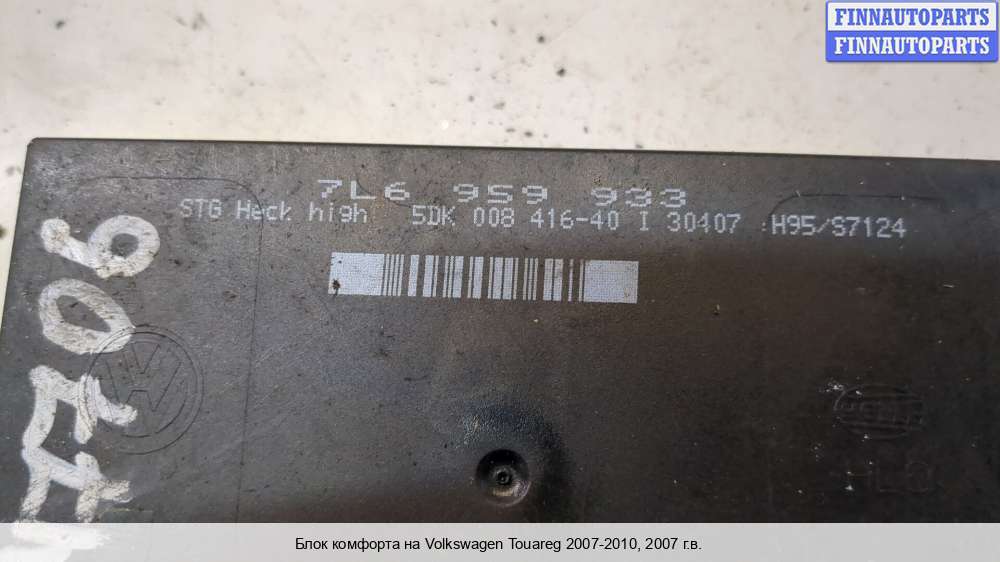 FINNAUTOPARTS
FINNAUTOPARTS
7L6 959 933
STG Heck high 5DK 008 416-40 I 30407 H95/S7124
HELLA
Блок комфорта на Volkswagen Touareg 2007-2010, 2007 г.в.